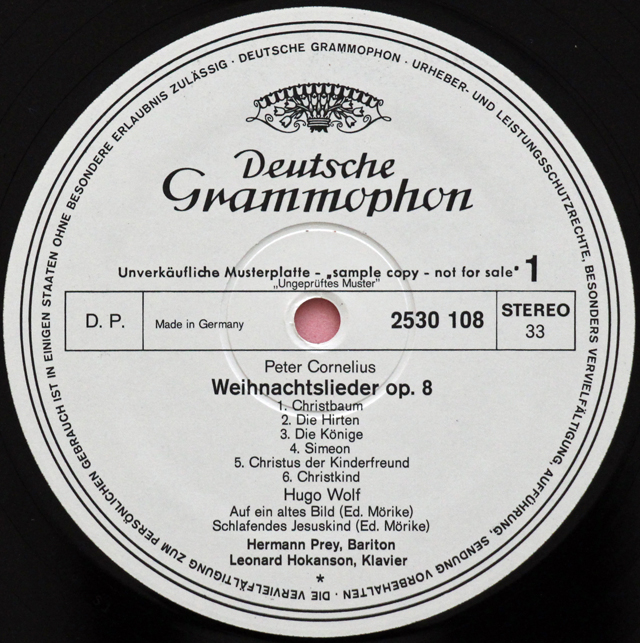 · DEUTSCHE GRAMMOPHON · URHEBER- UND LEISTUNGSSCHUTZRECHTE, BESONDERS VERVIELFÄLTIGUNG, AUFFÜHRUNG, SENDUNG VORBEHALTEN · DIE VERVIELFÄLTIGUNG ZUM PERSÖNLICHEN GEBRAUCH IST IN EINIGEN STAATEN OHNE BESONDERE ERLAUBNIS ZULÄSSIG
Deutsche
Grammophon
Unverkäufliche Musterplatte - „sample copy - not for sale" 1
„Ungeprüftes Muster"
D. P. Made in Germany 2530 108 STEREO
33
Peter Cornelius
Weihnachtslieder op. 8
1. Christbaum
2. Die Hirten
3. Die Könige
4. Simeon
5. Christus der Kinderfreund
6. Christkind
Hugo Wolf
Auf ein altes Bild (Ed. Mörike)
Schlafendes Jesuskind (Ed. Mörike)
Hermann Prey, Bariton
Leonard Hokanson, Klavier
*